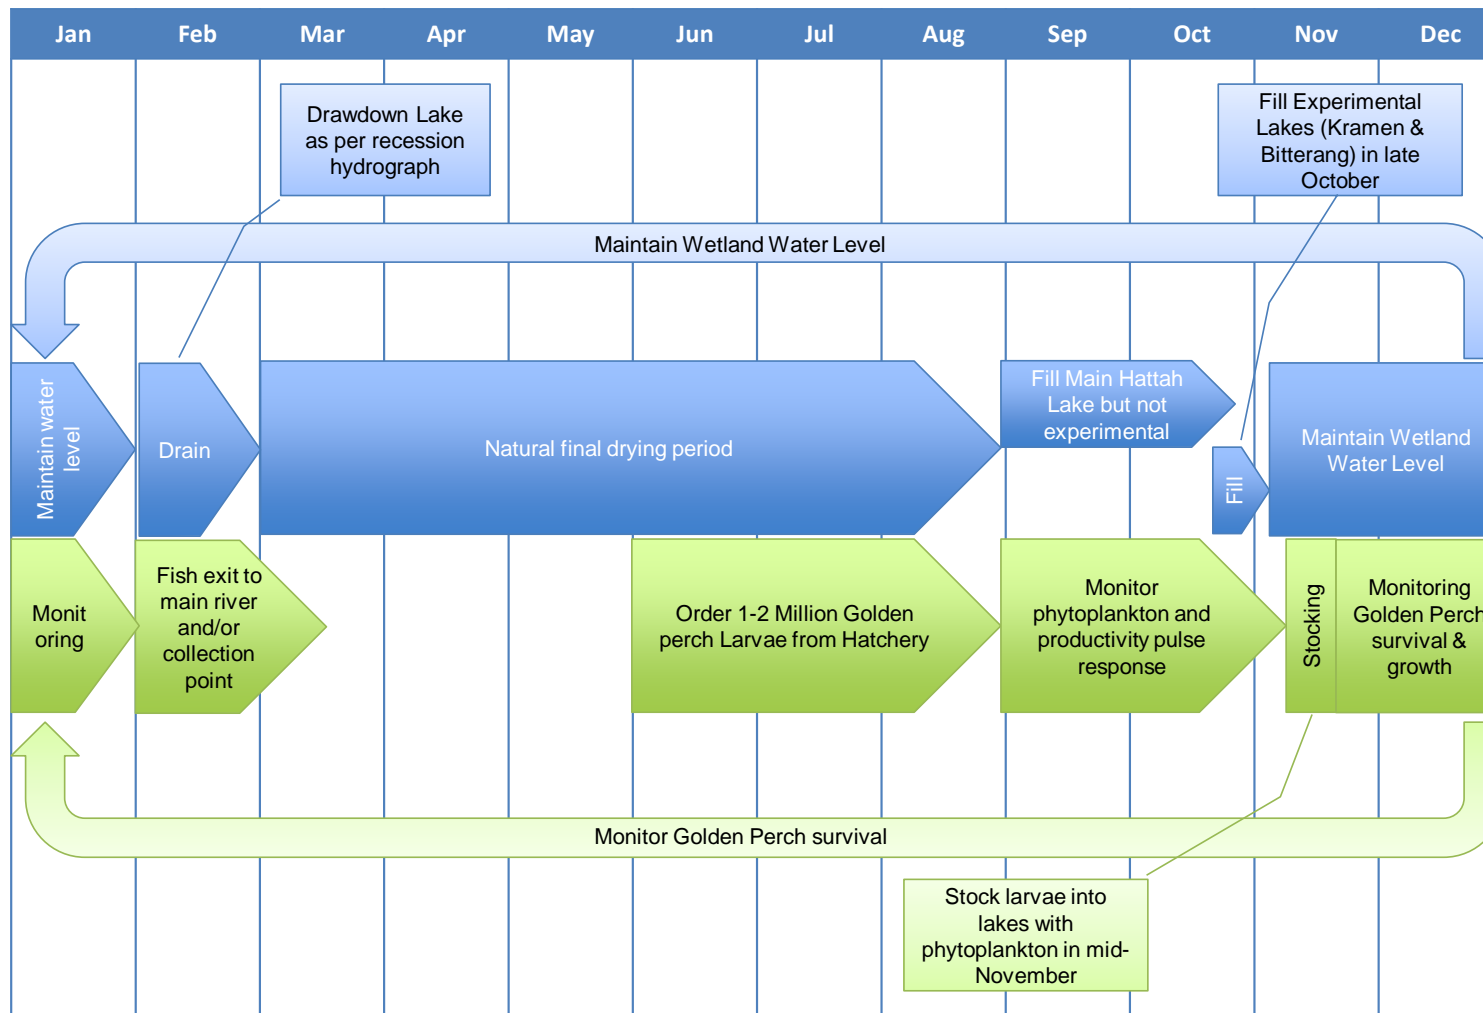 Jan Feb Mar Apr May Jun Jul Aug Sep Oct Nov Dec
Drawdown Lake
as per recession
hydrograph
Fill Experimental
Lakes (Kramen &
Bitterang) in late
October
Maintain Wetland Water Level
Maintain water
level
Drain
Natural final drying period
Fill Main Hattah
Lake but not
experimental
Fill
Maintain Wetland
Water Level
Monit
oring
Fish exit to
main river
and/or
collection
point
Order 1-2 Million Golden
perch Larvae from Hatchery
Monitor
phytoplankton and
productivity pulse
response
Stocking
Monitoring
Golden Perch
survival &
growth
Monitor Golden Perch survival
Stock larvae into
lakes with
phytoplankton in mid-
November